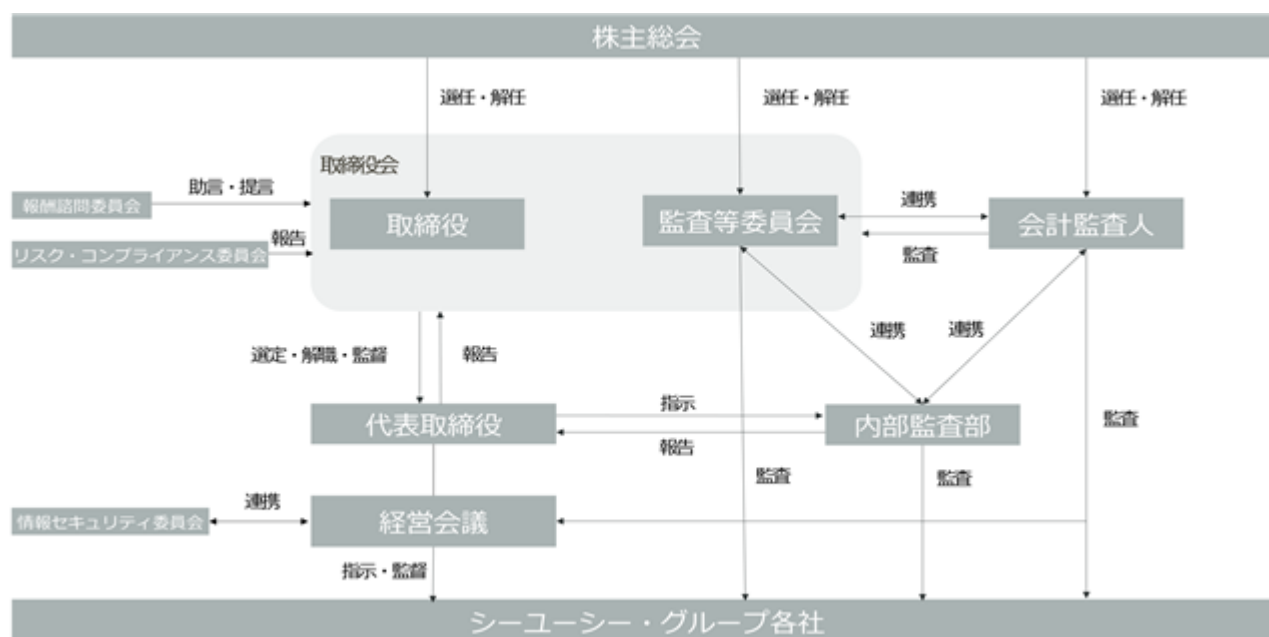 株主総会
選任・解任
選任・解任
選任・解任
取締役会
助言・提言
報酬諮問委員会
取締役
監査等委員会
連携
会計監査人
報告
リスク・コンプライアンス委員会
監査
連携
連携
選定・解職・監督
報告
指示
代表取締役
内部監査部
監査
報告
監査
監査
連携
情報セキュリティ委員会
経営会議
指示・監督
シーユーシー・グループ各社